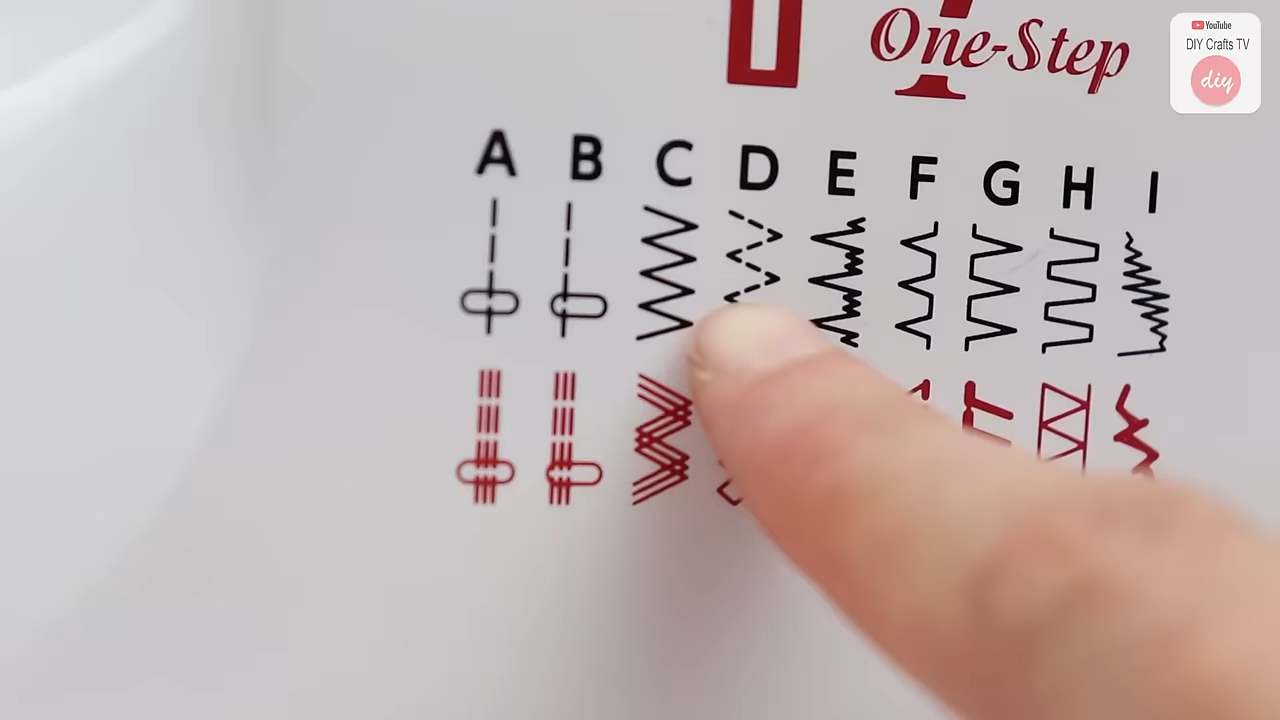 One-Step
YouTube
DIY Crafts TV
diy
A B C D E F G H I